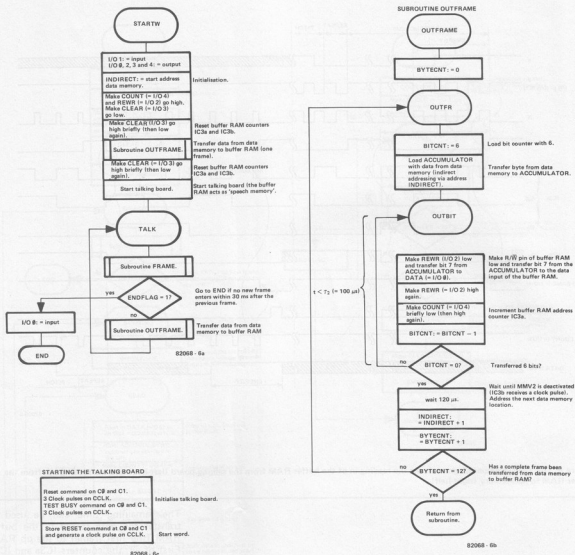 STARTW
I/O 1: = input
I/O 0, 2, 3 and 4: = output
INDIRECT: = start address
data memory.
Initialisation.
Make COUNT (= I/O 4)
and REWR (= I/O 2) go high,
Make CLEAR (= I/O 3)
go low.
Make CLEAR (I/O 3) go
high briefly (then low
again).
Reset buffer RAM counters
IC3a and IC3b.
Subroutine OUTFRAME.
Transfer data from data
memory to buffer RAM (one
frame).
Make CLEAR (= I/O 3) go
high briefly (then low
again).
Reset buffer RAM counters
IC3a and IC3b.
Start talking board.
Start talking board (the buffer
RAM acts as 'speech memory').
TALK
Subroutine FRAME.
ENDFLAG = 1?
yes
no
Go to END if no new frame
enters within 30 ms after the
previous frame.
I/O 0: = input
END
Subroutine OUTFRAME.
Transfer data from data
memory to buffer RAM
82068 - 6a
STARTING THE TALKING BOARD
Reset command on C0 and C1.
3 Clock pulses on CCLK.
TEST BUSY command on C0 and C1.
3 Clock pulses on CCLK.
Initialise talking board.
Store RESET command at C0 and C1
and generate a clock pulse on CCLK.
Start word.
82068 - 6c
SUBROUTINE OUTFRAME
OUTFRAME
BYTECNT: = 0
OUTFR
BITCNT: = 6
Load bit counter with 6.
Load ACCUMULATOR
with data from data
memory (indirect
addressing via address
INDIRECT).
Transfer byte from data
memory to ACCUMULATOR.
OUTBIT
t < τ3 (= 100 µs)
Make REWR (I/O 2) low
and transfer bit 7 from
ACCUMULATOR to
DATA (= I/O 0)
Make R/W̅ pin of buffer RAM
low and transfer bit 7 from
the ACCUMULATOR to the data
input of the buffer RAM.
Make REWR (= I/O 2) high
again.
Make COUNT (= I/O 4)
briefly low (then high
again).
Increment buffer RAM address
counter IC3a.
BITCNT: = BITCNT − 1
BITCNT = 0?
no
yes
Transferred 6 bits?
wait 120 µs.
Wait until MMV2 is deactivated
(IC3b receives a clock pulse).
Address the next data memory
location.
INDIRECT:
= INDIRECT + 1
BYTECNT:
= BYTECNT + 1
BYTECNT = 12?
no
yes
Has a complete frame been
transferred from data memory
to buffer RAM?
Return from
subroutine.
82068 - 6b